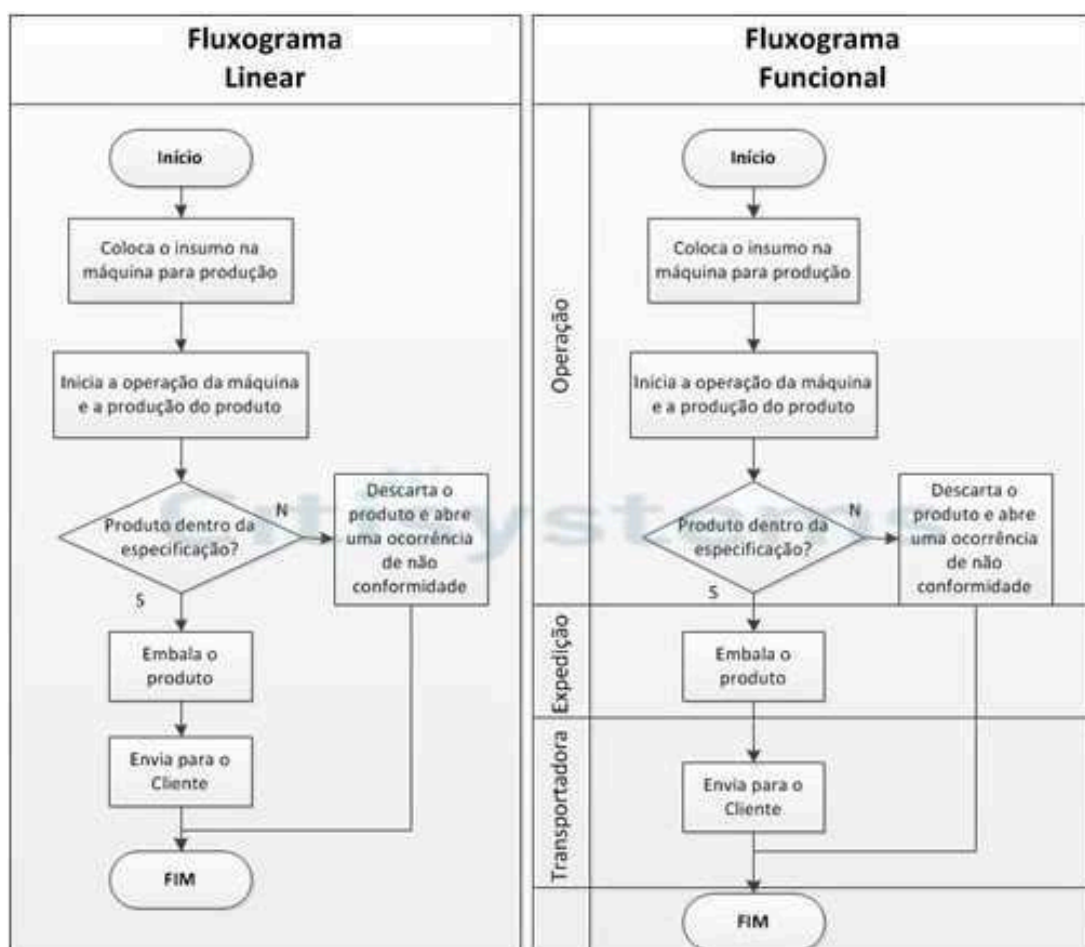 Fluxograma
Linear
Início
Coloca o insumo na
máquina para produção
Inicia a operação da máquina
e a produção do produto
Produto dentro da
especificação?
N
Descarta o
produto e abre
uma ocorrência
de não
conformidade
S
Embala o
produto
Envia para o
Cliente
FIM
Fluxograma
Funcional
Operação
Início
Coloca o insumo na
máquina para produção
Inicia a operação da máquina
e a produção do produto
Produto dentro da
especificação?
N
Descarta o
produto e abre
uma ocorrência
de não
conformidade
S
Expedição
Embala o
produto
Transportadora
Envia para o
Cliente
FIM